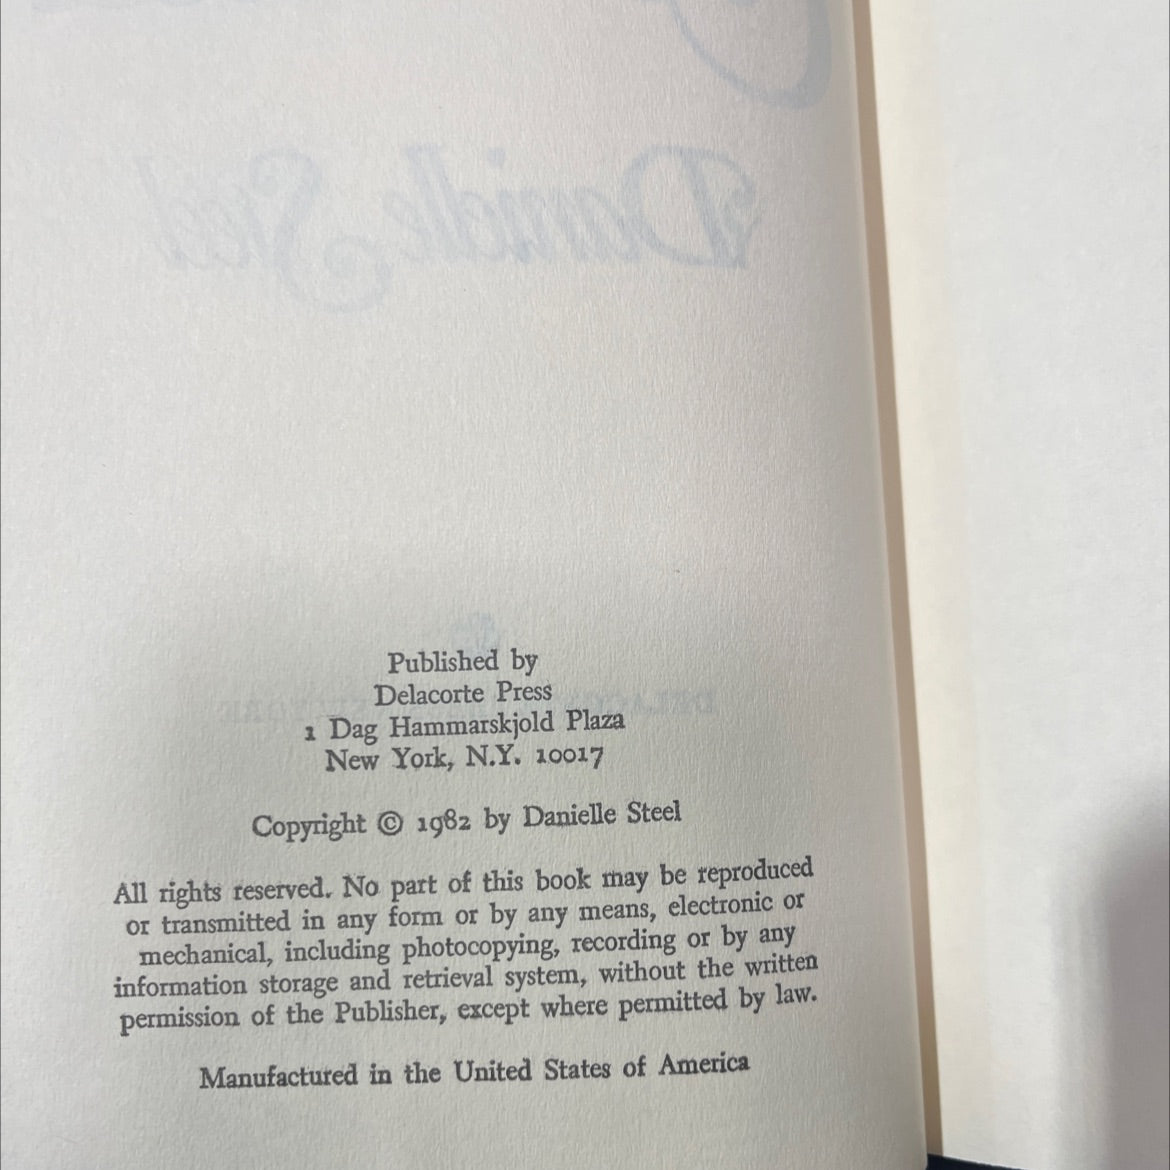 Danielle Steel
Published by
Delacorte Press
1 Dag Hammarskjold Plaza
New York, N.Y. 10017
Copyright © 1982 by Danielle Steel
All rights reserved. No part of this book may be reproduced
or transmitted in any form or by any means, electronic or
mechanical, including photocopying, recording or by any
information storage and retrieval system, without the written
permission of the Publisher, except where permitted by law.
Manufactured in the United States of America